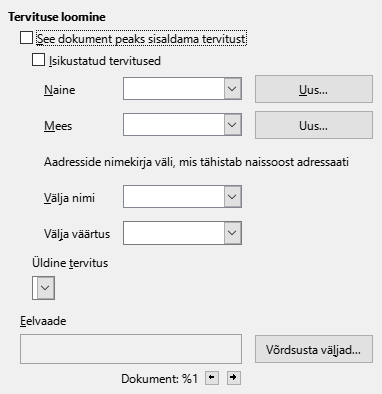 Tervituse loomine
See dokument peaks sisaldama tervitust
Isikustatud tervitused
Naine
Uus...
Mees
Uus...
Aadresside nimekirja väli, mis tähistab naissoost adressaati
Välja nimi
Välja väärtus
Üldine tervitus
Eelvaade
Võrdsusta väljad...
Dokument: %1